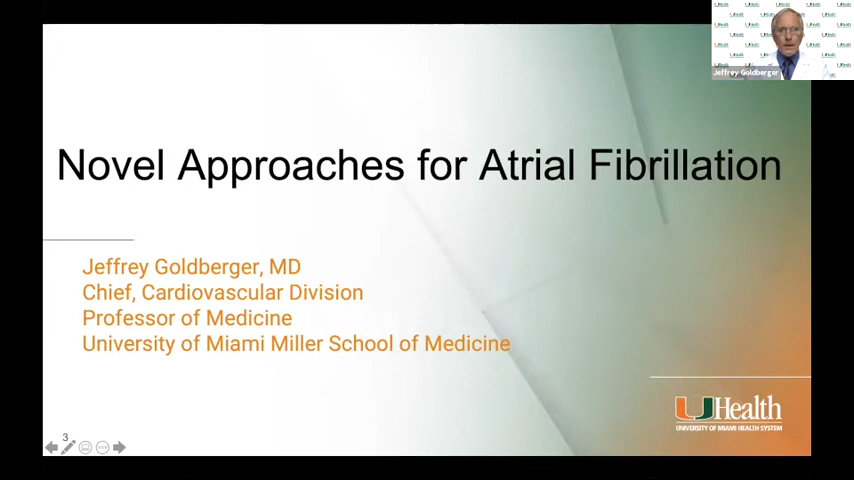 Jeffrey Goldberger
Novel Approaches for Atrial Fibrillation
Jeffrey Goldberger, MD
Chief, Cardiovascular Division
Professor of Medicine
University of Miami Miller School of Medicine
UHealth
UNIVERSITY OF MIAMI HEALTH SYSTEM
3